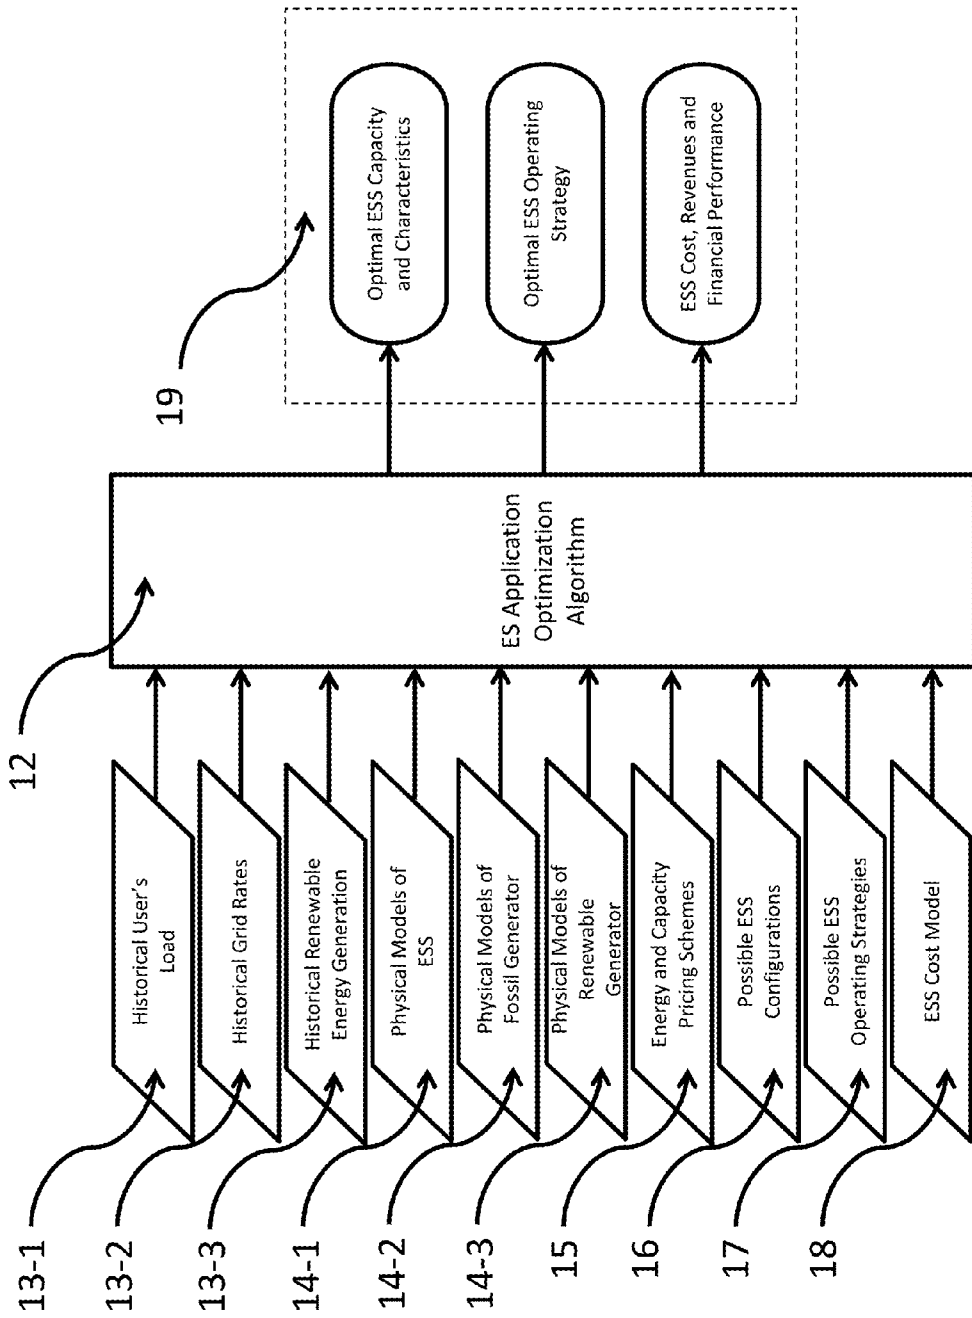 13-1
Historical User's
Load
13-2
Historical Grid Rates
13-3
Historical Renewable
Energy Generation
14-1
Physical Models of
ESS
14-2
Physical Models of
Fossil Generator
14-3
Physical Models of
Renewable
Generator
15
Energy and Capacity
Pricing Schemes
16
Possible ESS
Configurations
17
Possible ESS
Operating Strategies
18
ESS Cost Model
12
ES Application
Optimization
Algorithm
19
Optimal ESS Capacity
and Characteristics
Optimal ESS Operating
Strategy
ESS Cost, Revenues and
Financial Performance